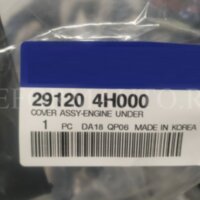 29120 4H000
COVER ASSY-ENGINE UNDER
1 PC DA18 QP06 MADE IN KOREA